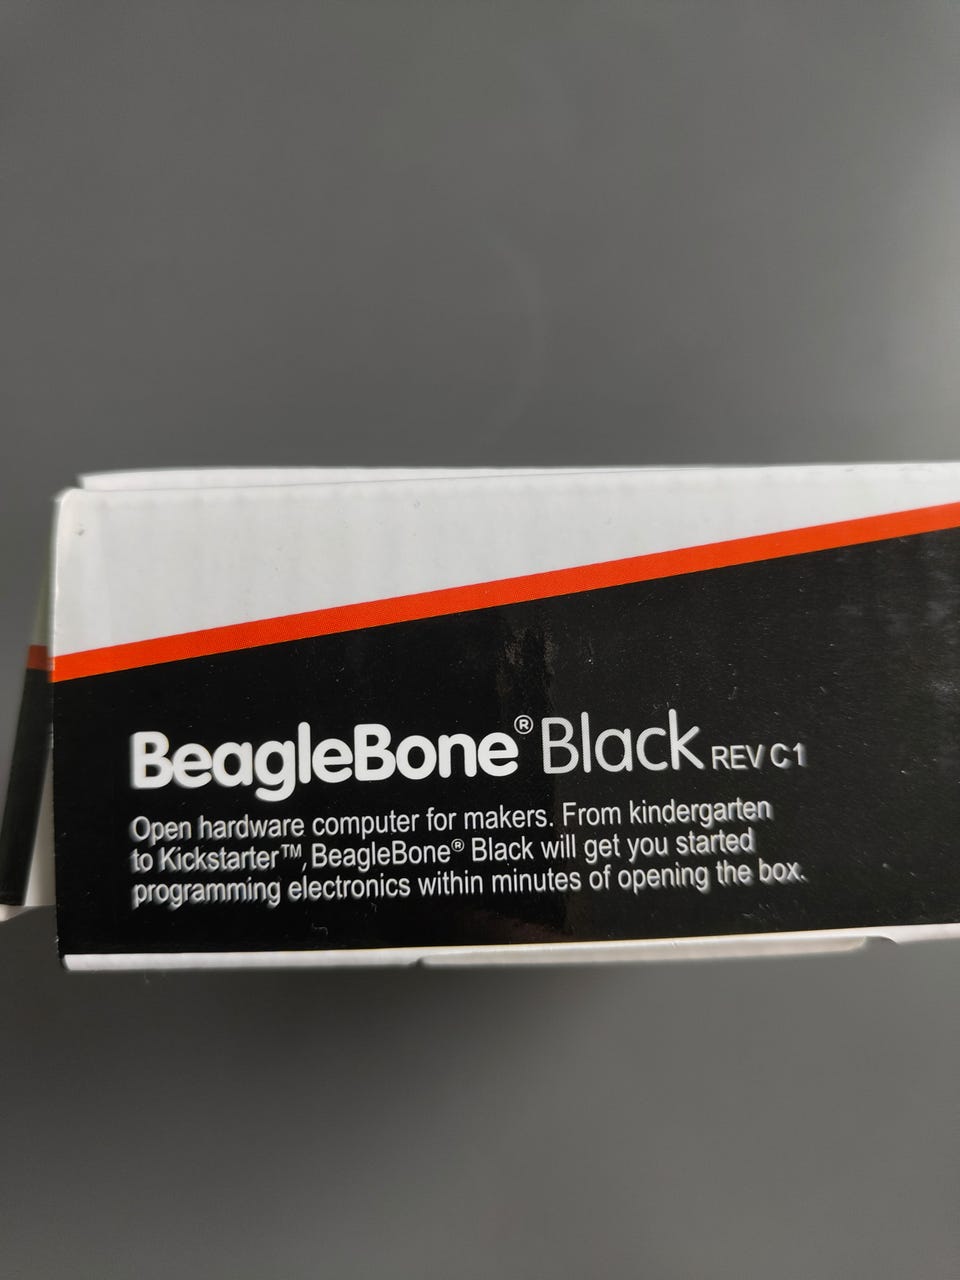 BeagleBone® Black REV C1
Open hardware computer for makers. From kindergarten
to Kickstarter™, BeagleBone® Black will get you started
programming electronics within minutes of opening the box.